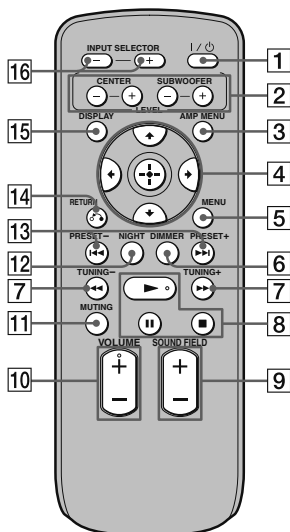 INPUT SELECTOR
I / ⏻
− +
16
1
CENTER SUBWOOFER
− + − +
2
LEVEL
DISPLAY AMP MENU
15
3
4
14
RETURN MENU
5
13
PRESET− NIGHT DIMMER PRESET+
12
6
TUNING− TUNING+
7
7
11
MUTING
8
VOLUME SOUND FIELD
+ +
10
9
− −